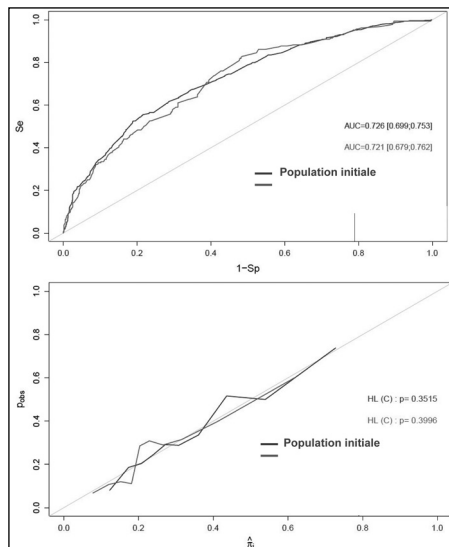 1.0
0.8
0.6
0.4
0.2
0.0
Se
AUC=0.726 [0.699;0.753]
AUC=0.721 [0.679;0.762]
Population initiale
0.0 0.2 0.4 0.6 0.8 1.0
1−Sp
1.0
0.8
0.6
0.4
0.2
0.0
pobs
HL (C) : p= 0.3515
HL (C) : p= 0.3996
Population initiale
0.0 0.2 0.4 0.6 0.8 1.0